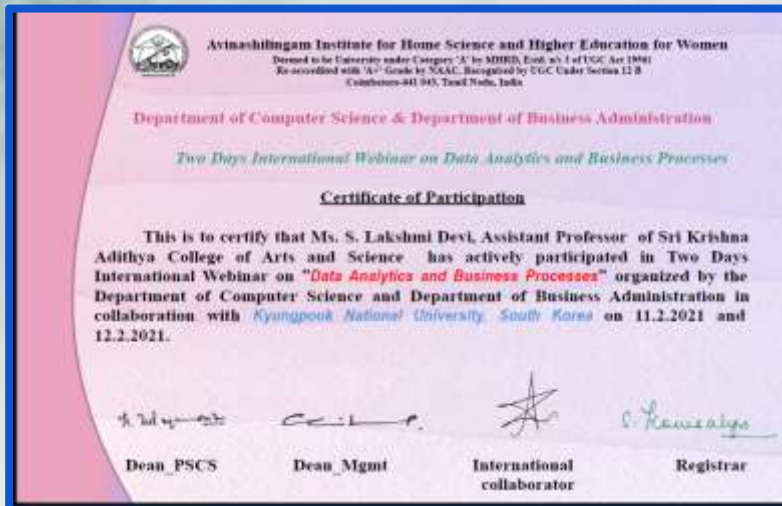 Avinashilingam Institute for Home Science and Higher Education for Women
Deemed to be University under Category 'A' by MHRD, Estd. u/s 3 of UGC Act 1956)
Re-accredited with 'A+' Grade by NAAC. Recognised by UGC Under Section 12 B
Coimbatore-641 043, Tamil Nadu, India
Department of Computer Science & Department of Business Administration
Two Days International Webinar on Data Analytics and Business Processes
Certificate of Participation
This is to certify that Ms. S. Lakshmi Devi, Assistant Professor of Sri Krishna
Adithya College of Arts and Science has actively participated in Two Days
International Webinar on "Data Analytics and Business Processes" organized by the
Department of Computer Science and Department of Business Administration in
collaboration with Kyungpook National University, South Korea on 11.2.2021 and
12.2.2021.
S. Kowsalya
Dean_PSCS Dean_Mgmt International Registrar
collaborator